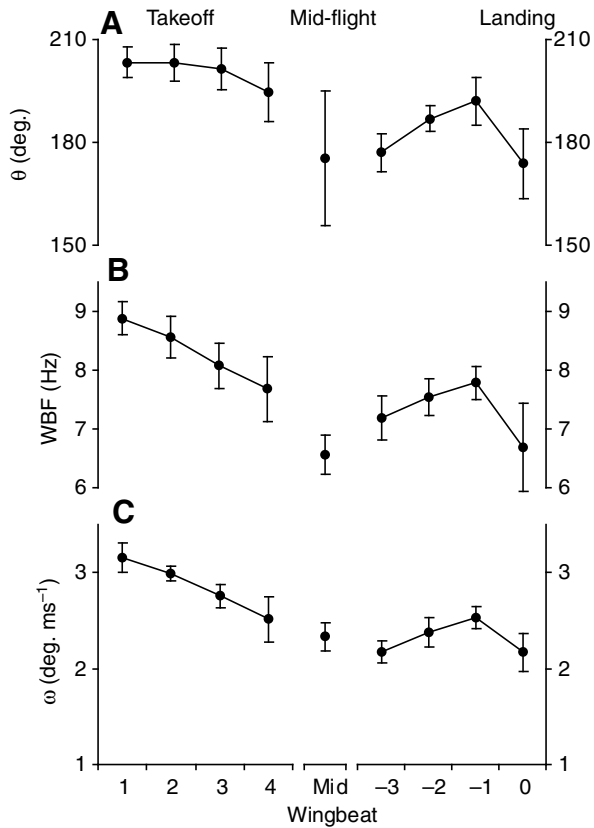 A Takeoff Mid-flight Landing
210 210
θ (deg.)
180 180
150 150
B
9 9
WBF (Hz)
8 8
7 7
6 6
C
3 3
ω (deg. ms⁻¹)
2 2
1 1
1 2 3 4 Mid –3 –2 –1 0
Wingbeat